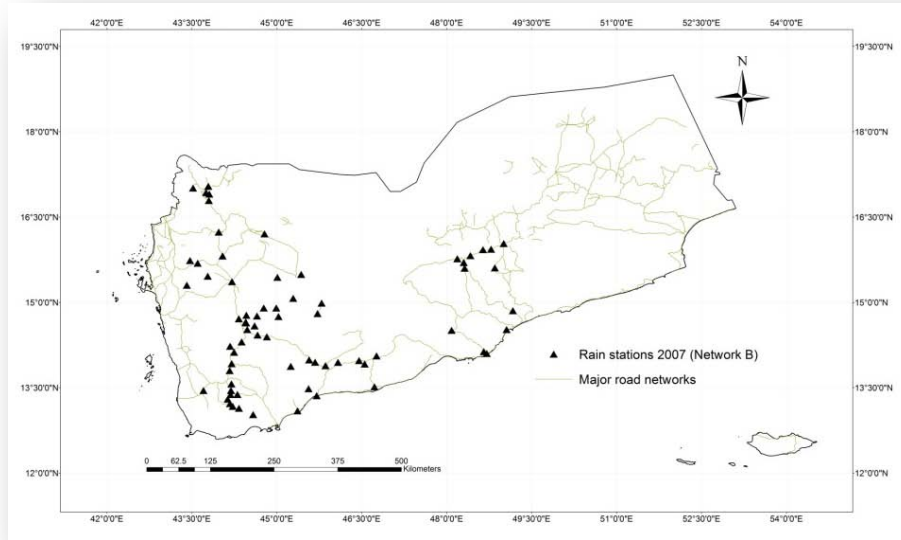 42°0'0"E 43°30'0"E 45°0'0"E 46°30'0"E 48°0'0"E 49°30'0"E 51°0'0"E 52°30'0"E 54°0'0"E
19°30'0"N 19°30'0"N
N
18°0'0"N 18°0'0"N
16°30'0"N 16°30'0"N
15°0'0"N 15°0'0"N
Rain stations 2007 (Network B)
Major road networks
13°30'0"N 13°30'0"N
0 62.5 125 250 375 500
Kilometers
12°0'0"N 12°0'0"N
42°0'0"E 43°30'0"E 45°0'0"E 46°30'0"E 48°0'0"E 49°30'0"E 51°0'0"E 52°30'0"E 54°0'0"E